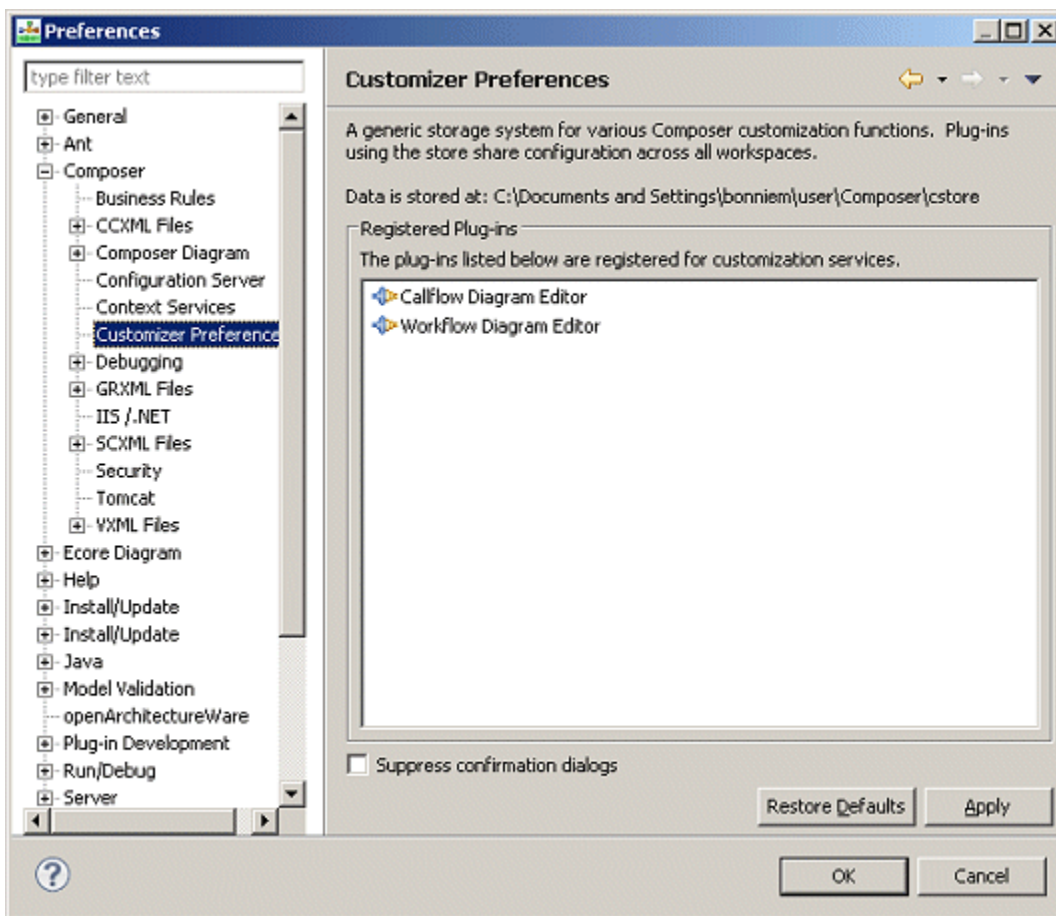 Preferences
type filter text
General
Ant
Composer
Business Rules
CCXML Files
Composer Diagram
Configuration Server
Context Services
Customizer Preference
Debugging
GRXML Files
IIS /.NET
SCXML Files
Security
Tomcat
VXML Files
Ecore Diagram
Help
Install/Update
Install/Update
Java
Model Validation
openArchitectureWare
Plug-in Development
Run/Debug
Server
Customizer Preferences
A generic storage system for various Composer customization functions. Plug-ins
using the store share configuration across all workspaces.
Data is stored at: C:\Documents and Settings\bonniem\user\Composer\cstore
Registered Plug-ins
The plug-ins listed below are registered for customization services.
Callflow Diagram Editor
Workflow Diagram Editor
Suppress confirmation dialogs
Restore Defaults
Apply
OK
Cancel